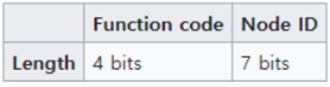 Function code Node ID
Length 4 bits 7 bits